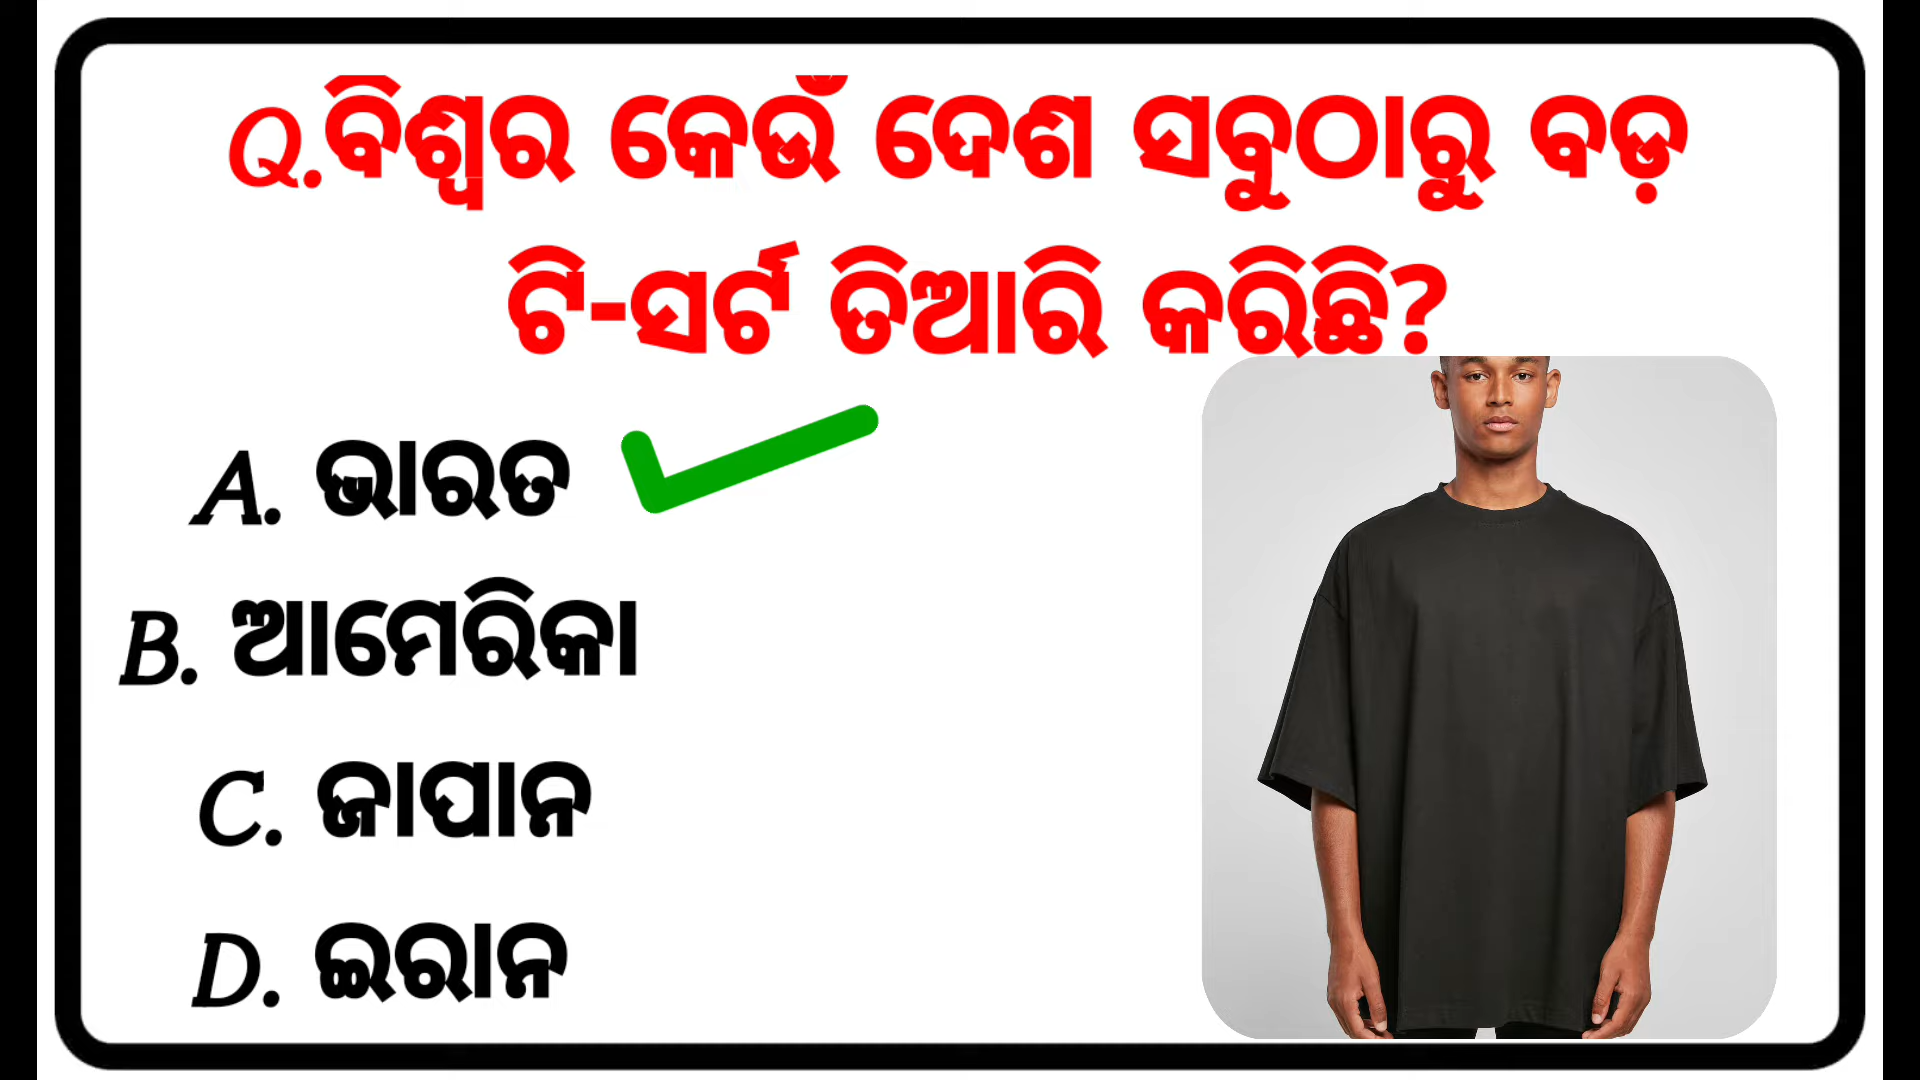 Q.ବିଶ୍ୱର କେଉଁ ଦେଶ ସବୁଠାରୁ ବଡ଼
ଟି-ସର୍ଟ ତିଆରି କରିଛି?
A. ଭାରତ
B. ଆମେରିକା
C. ଜାପାନ
D. ଇରାନ